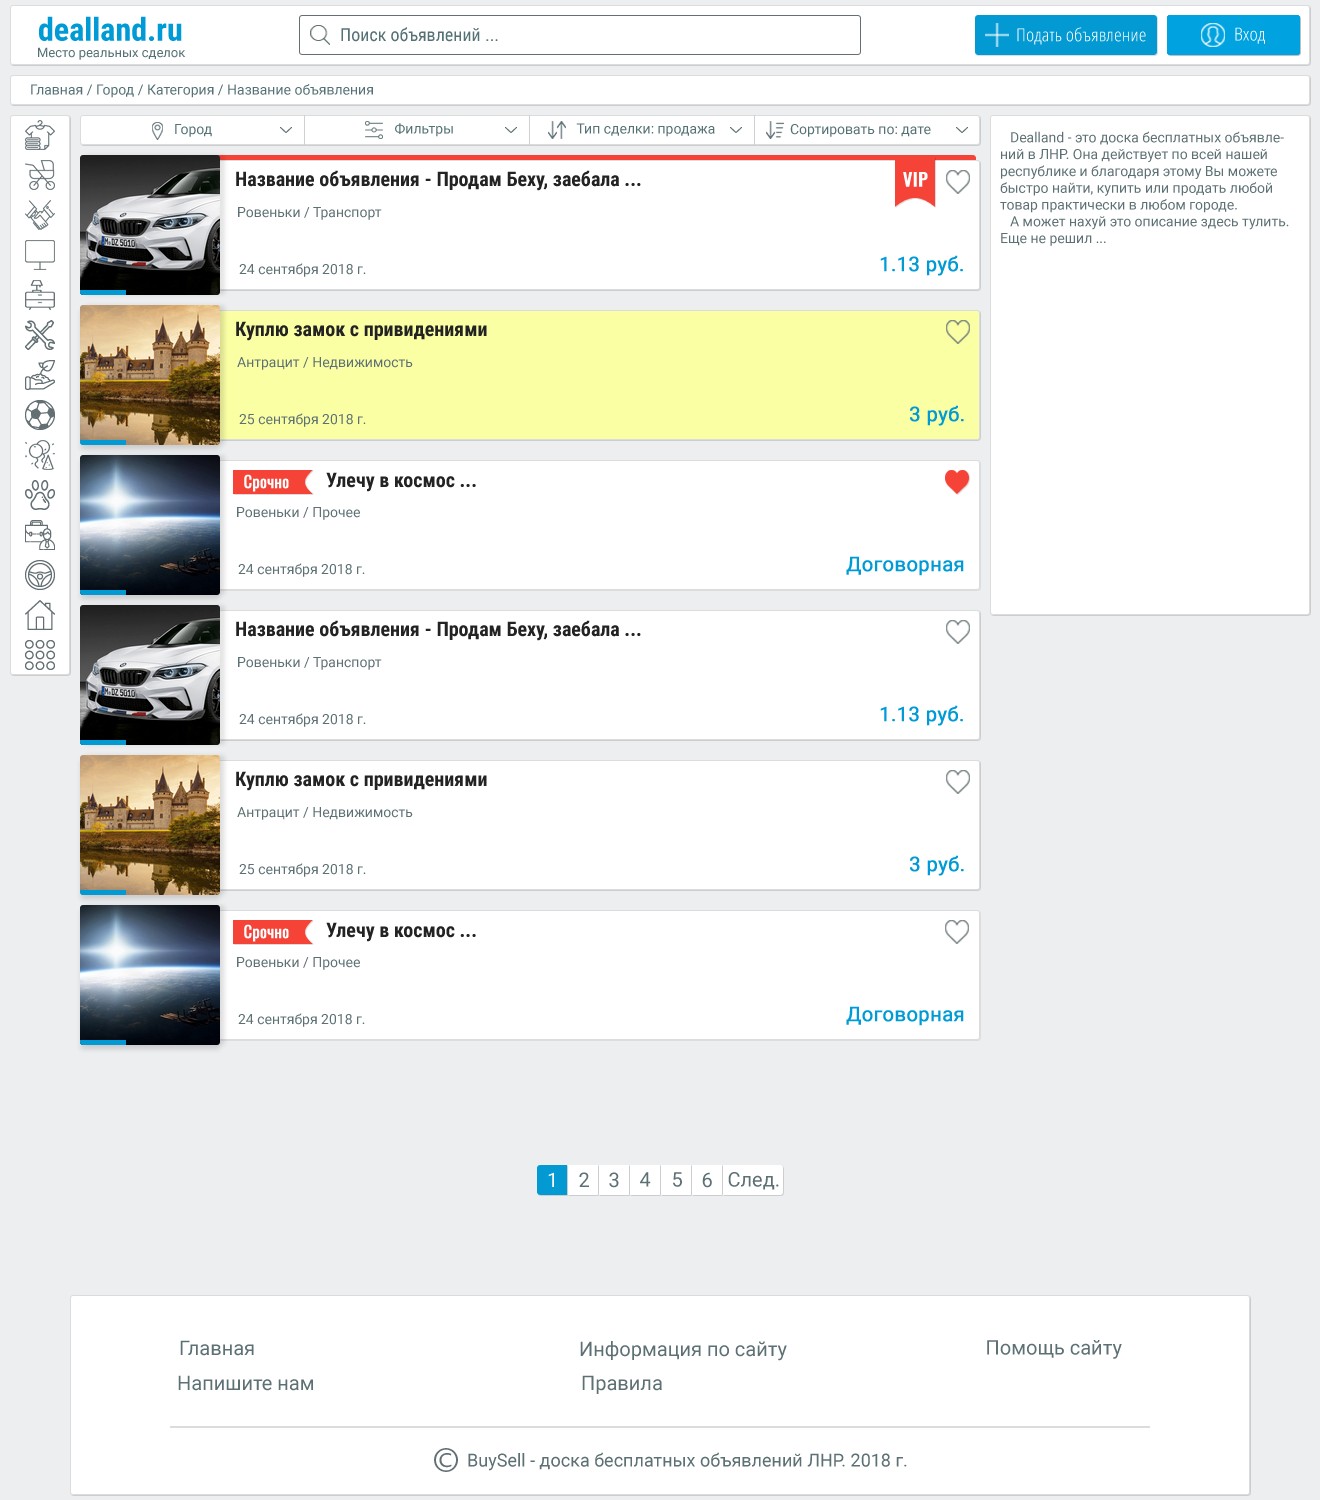 dealland.ru
Место реальных сделок
Поиск объявлений ...
Подать объявление
Вход
Главная / Город / Категория / Название объявления
Город
Фильтры
Тип сделки: продажа
Сортировать по: дате
Dealland - это доска бесплатных объявле-
ний в ЛНР. Она действует по всей нашей
республике и благодаря этому Вы можете
быстро найти, купить или продать любой
товар практически в любом городе.
А может нахуй это описание здесь тулить.
Еще не решил ...
Название объявления - Продам Беху, заебала ...
VIP
Ровеньки / Транспорт
24 сентября 2018 г.
1.13 руб.
Куплю замок с привидениями
Антрацит / Недвижимость
25 сентября 2018 г.
3 руб.
Срочно
Улечу в космос ...
Ровеньки / Прочее
24 сентября 2018 г.
Договорная
Название объявления - Продам Беху, заебала ...
Ровеньки / Транспорт
24 сентября 2018 г.
1.13 руб.
Куплю замок с привидениями
Антрацит / Недвижимость
25 сентября 2018 г.
3 руб.
Срочно
Улечу в космос ...
Ровеньки / Прочее
24 сентября 2018 г.
Договорная
1 2 3 4 5 6 След.
Главная
Информация по сайту
Помощь сайту
Напишите нам
Правила
© BuySell - доска бесплатных объявлений ЛНР. 2018 г.